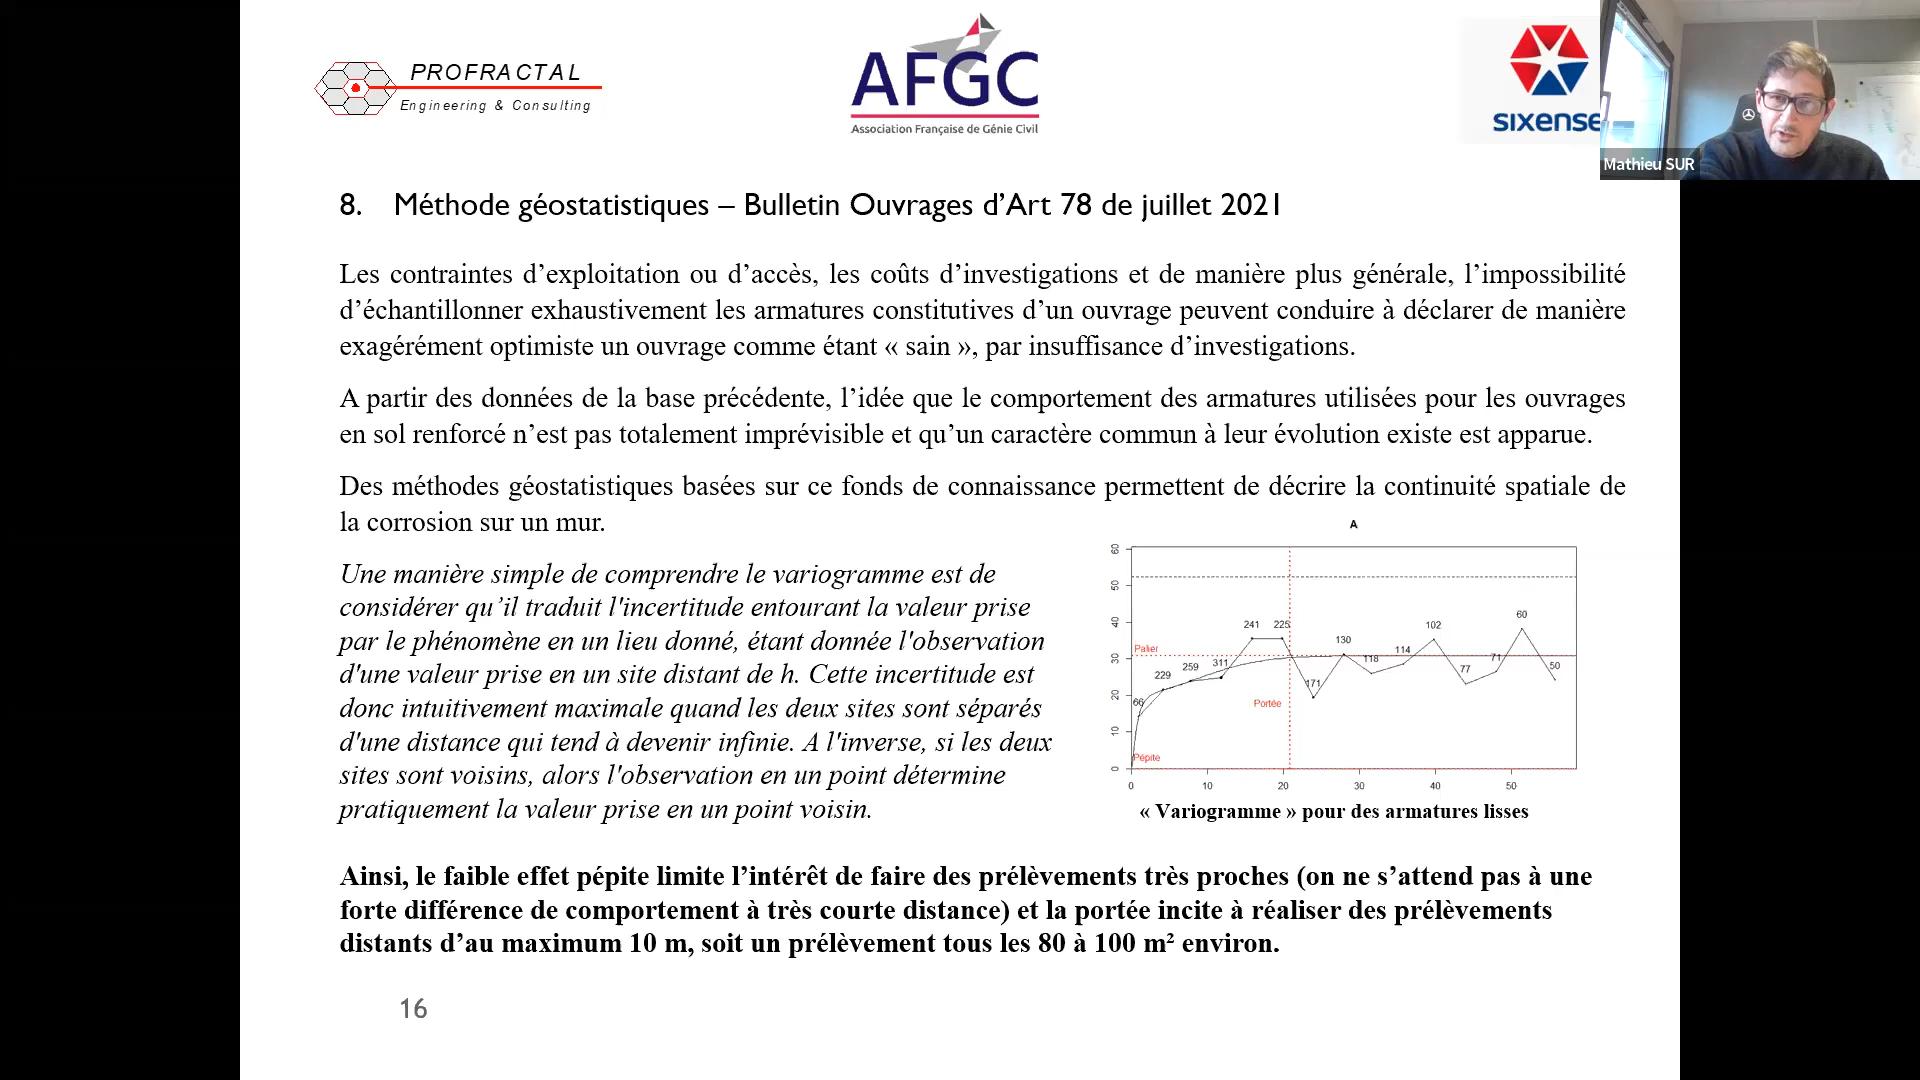 PROFRACTAL
Engineering & Consulting
AFGC
Association Française de Génie Civil
sixense
Mathieu SUR
8. Méthode géostatistiques – Bulletin Ouvrages d’Art 78 de juillet 2021
Les contraintes d’exploitation ou d’accès, les coûts d’investigations et de manière plus générale, l’impossibilité
d’échantillonner exhaustivement les armatures constitutives d’un ouvrage peuvent conduire à déclarer de manière
exagérément optimiste un ouvrage comme étant « sain », par insuffisance d’investigations.
A partir des données de la base précédente, l’idée que le comportement des armatures utilisées pour les ouvrages
en sol renforcé n’est pas totalement imprévisible et qu’un caractère commun à leur évolution existe est apparue.
Des méthodes géostatistiques basées sur ce fonds de connaissance permettent de décrire la continuité spatiale de
la corrosion sur un mur.
Une manière simple de comprendre le variogramme est de
considérer qu’il traduit l'incertitude entourant la valeur prise
par le phénomène en un lieu donné, étant donnée l'observation
d'une valeur prise en un site distant de h. Cette incertitude est
donc intuitivement maximale quand les deux sites sont séparés
d'une distance qui tend à devenir infinie. A l'inverse, si les deux
sites sont voisins, alors l'observation en un point détermine
pratiquement la valeur prise en un point voisin.
A
60
50
40
30
20
10
0
Palier
Portée
Pépite
66
229
259
311
241
225
171
130
118
114
102
77
71
60
50
0 10 20 30 40 50
« Variogramme » pour des armatures lisses
Ainsi, le faible effet pépite limite l’intérêt de faire des prélèvements très proches (on ne s’attend pas à une
forte différence de comportement à très courte distance) et la portée incite à réaliser des prélèvements
distants d’au maximum 10 m, soit un prélèvement tous les 80 à 100 m² environ.
16